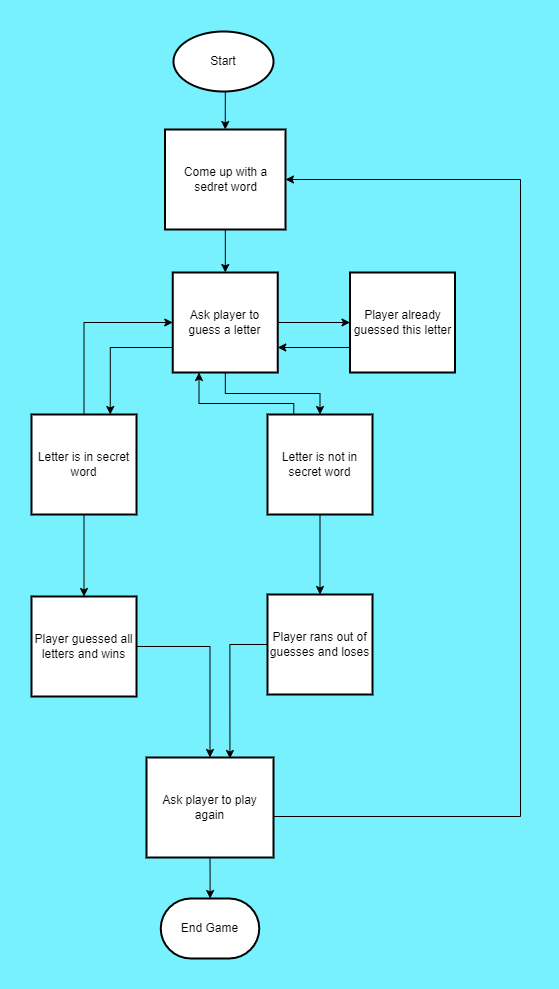 Start
Come up with a
sedret word
Ask player to
guess a letter
Player already
guessed this letter
Letter is in secret
word
Letter is not in
secret word
Player guessed all
letters and wins
Player rans out of
guesses and loses
Ask player to play
again
End Game